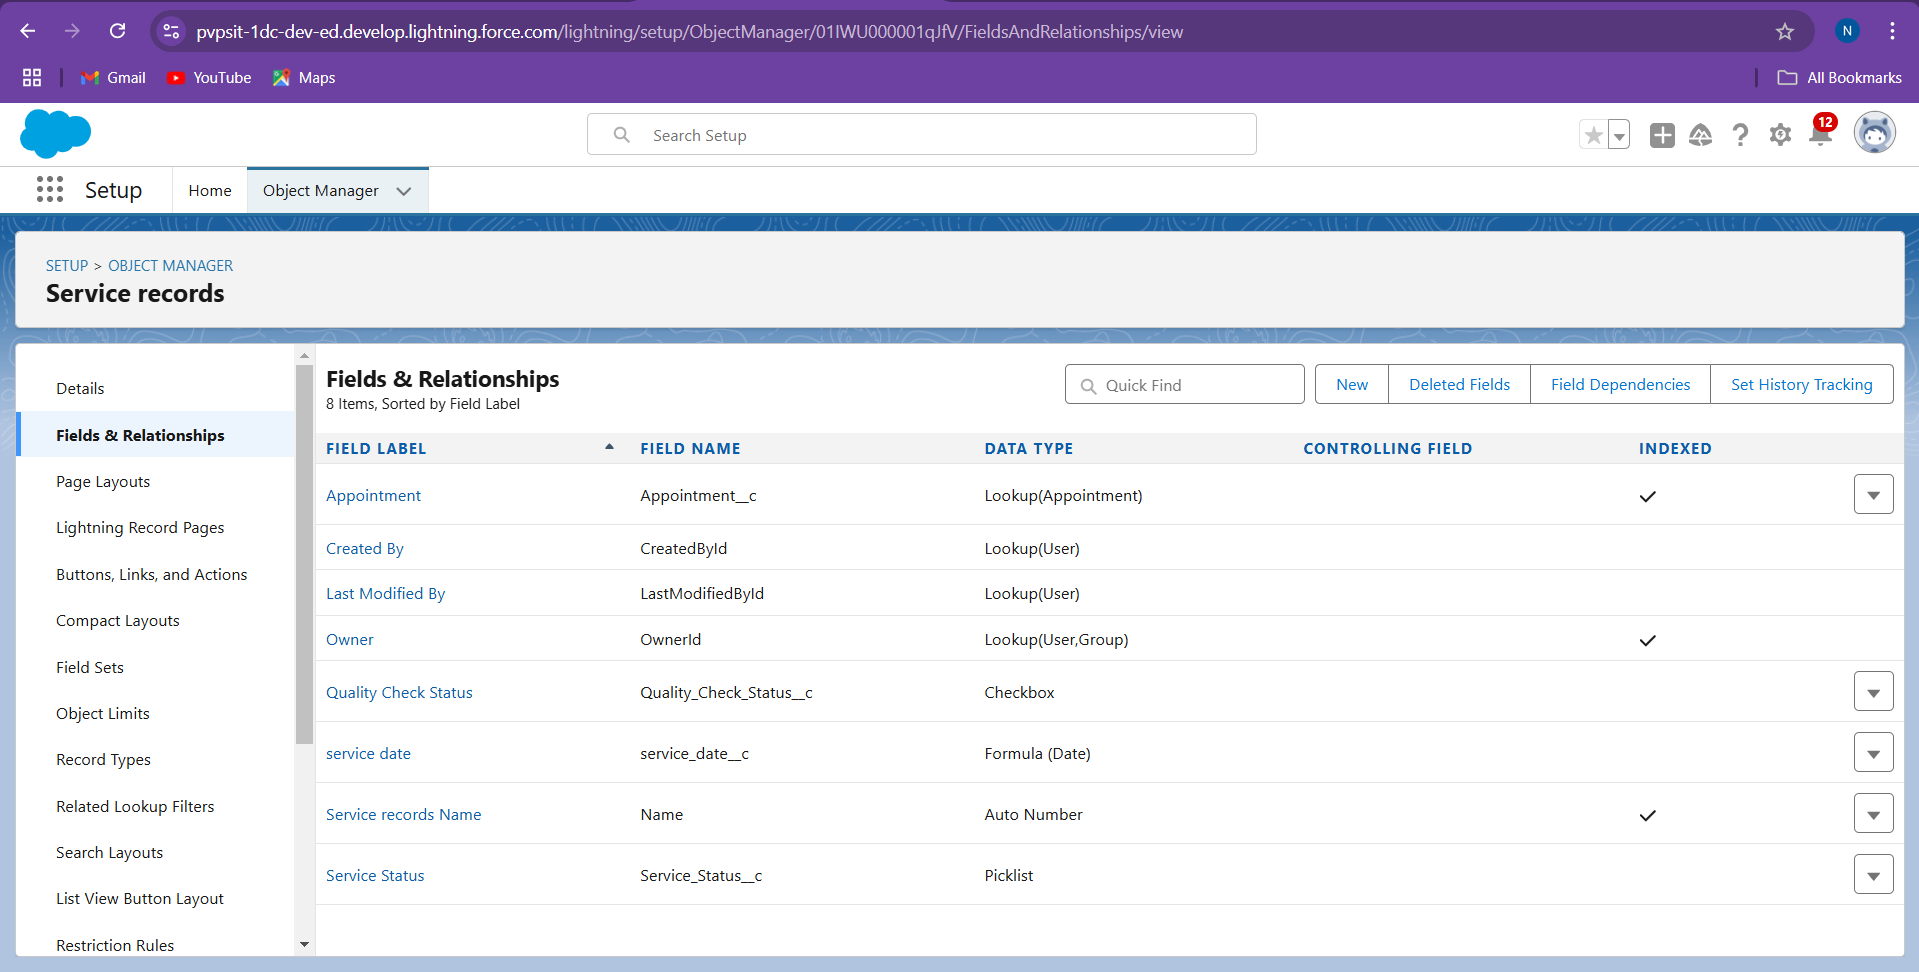 pvpsit-1dc-dev-ed.develop.lightning.force.com/lightning/setup/ObjectManager/01IWU000001qJfV/FieldsAndRelationships/view
N
Gmail YouTube Maps All Bookmarks
Search Setup
12
Setup Home Object Manager
SETUP > OBJECT MANAGER
Service records
Details
Fields & Relationships
Page Layouts
Lightning Record Pages
Buttons, Links, and Actions
Compact Layouts
Field Sets
Object Limits
Record Types
Related Lookup Filters
Search Layouts
List View Button Layout
Restriction Rules
Fields & Relationships
8 Items, Sorted by Field Label
Quick Find New Deleted Fields Field Dependencies Set History Tracking
FIELD LABEL FIELD NAME DATA TYPE CONTROLLING FIELD INDEXED
Appointment Appointment__c Lookup(Appointment)
Created By CreatedById Lookup(User)
Last Modified By LastModifiedById Lookup(User)
Owner OwnerId Lookup(User,Group)
Quality Check Status Quality_Check_Status__c Checkbox
service date service_date__c Formula (Date)
Service records Name Name Auto Number
Service Status Service_Status__c Picklist